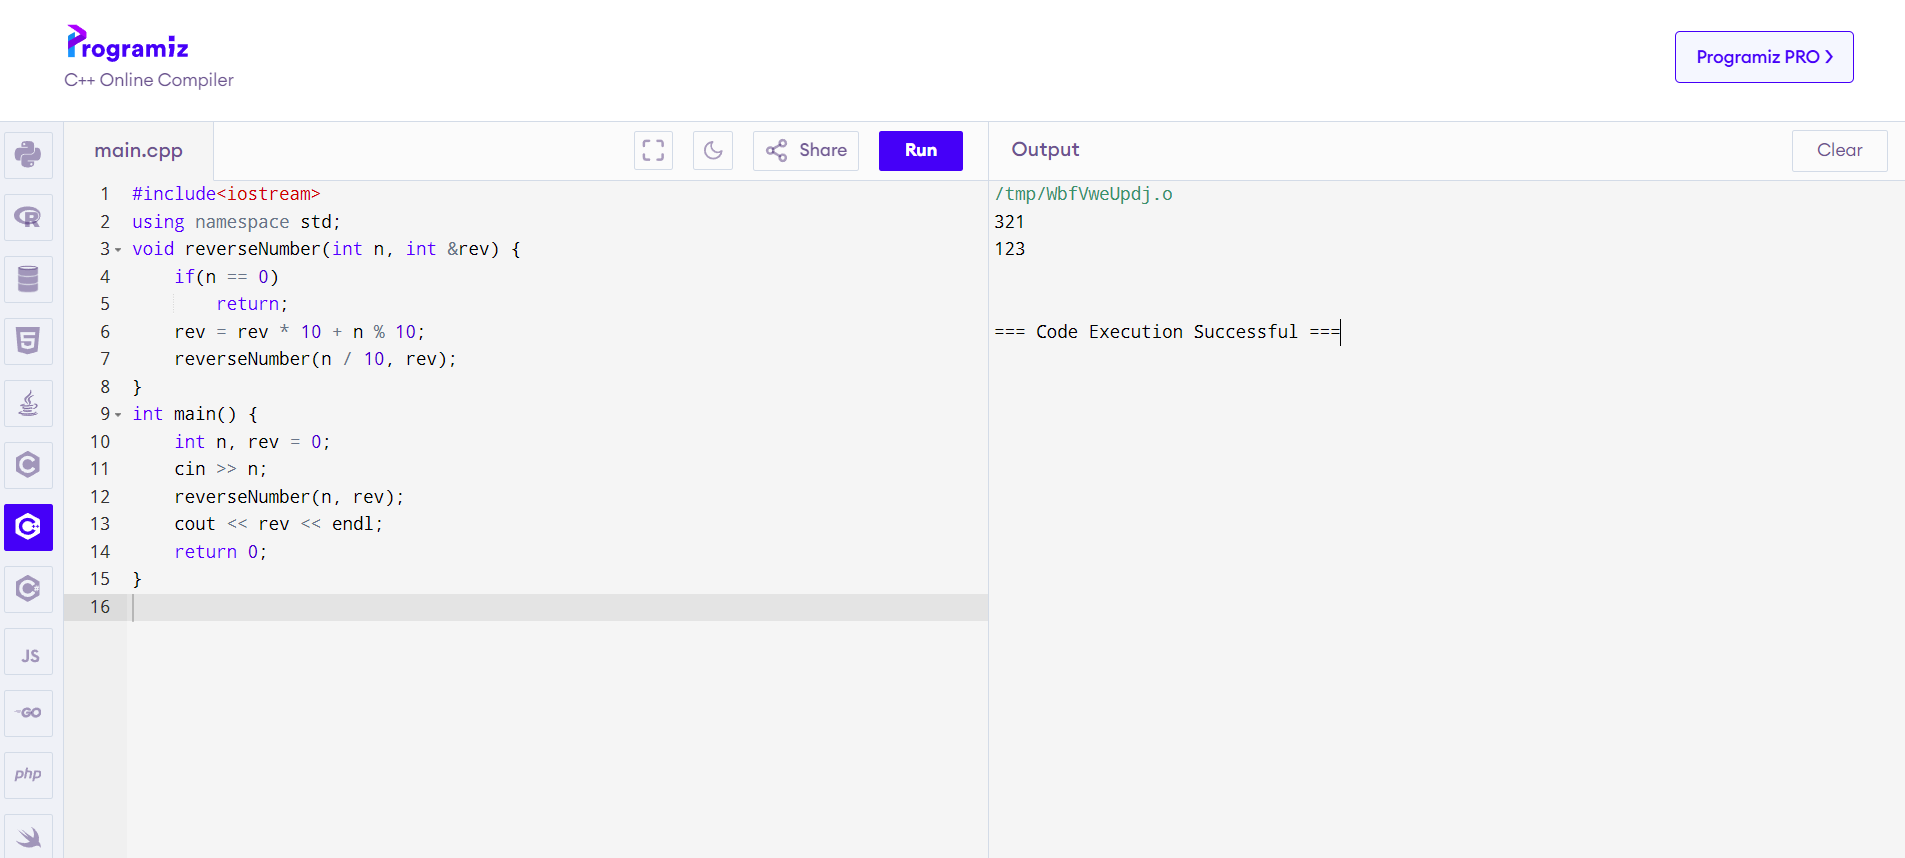 Programiz
C++ Online Compiler
Programiz PRO ›
main.cpp
Share
Run
Output
Clear
1 #include<iostream>
2 using namespace std;
3 void reverseNumber(int n, int &rev) {
4     if(n == 0)
5         return;
6     rev = rev * 10 + n % 10;
7     reverseNumber(n / 10, rev);
8 }
9 int main() {
10     int n, rev = 0;
11     cin >> n;
12     reverseNumber(n, rev);
13     cout << rev << endl;
14     return 0;
15 }
16
/tmp/WbfVweUpdj.o
321
123
=== Code Execution Successful ===
R
5
C
C+
C#
JS
GO
php